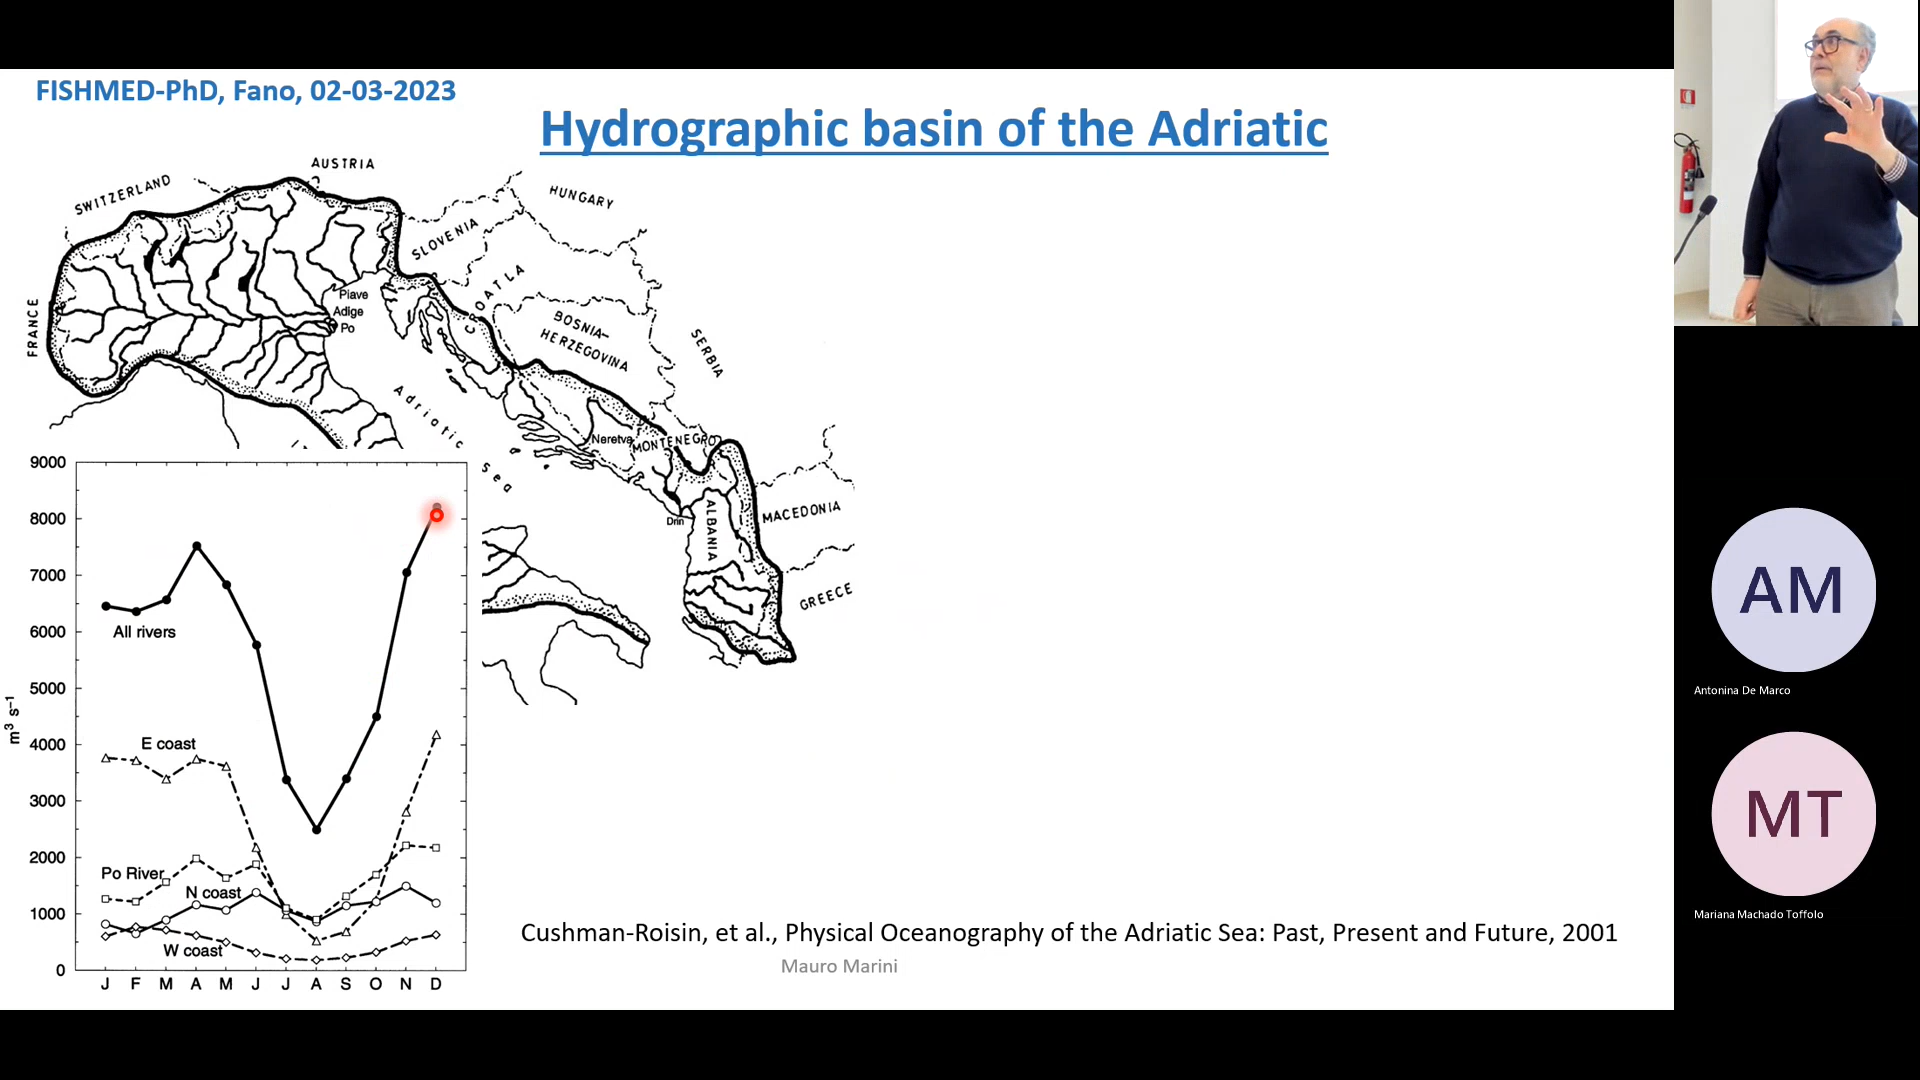 FISHMED-PhD, Fano, 02-03-2023
Hydrographic basin of the Adriatic
AUSTRIA
SWITZERLAND
HUNGARY
SLOVENIA
CROATIA
FRANCE
Piave
Adige
Po
BOSNIA-
HERZEGOVINA
SERBIA
Adriatic
Sea
Neretva
MONTENEGRO
Drin
ALBANIA
MACEDONIA
GREECE
9000
8000
7000
6000
5000
4000
3000
2000
1000
0
m³ s⁻¹
All rivers
E coast
Po River
N coast
W coast
J F M A M J J A S O N D
Cushman-Roisin, et al., Physical Oceanography of the Adriatic Sea: Past, Present and Future, 2001
Mauro Marini
AM
Antonina De Marco
MT
Mariana Machado Toffolo